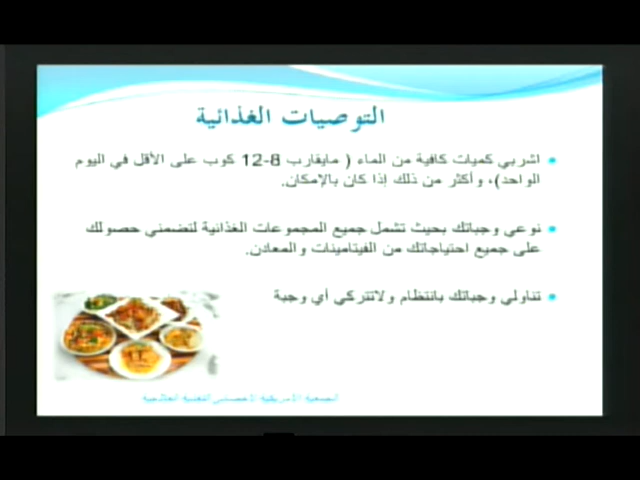 التوصيات الغذائية
اشربي كميات كافية من الماء ( مايقارب 8-12 كوب على الأقل في اليوم
الواحد)، وأكثر من ذلك إذا كان بالإمكان.
نوعي وجباتك بحيث تشمل جميع المجموعات الغذائية لتضمني حصولك
على جميع احتياجاتك من الفيتامينات والمعادن.
تناولي وجباتك بانتظام ولاتتركي أي وجبة
الجمعية الأمريكية